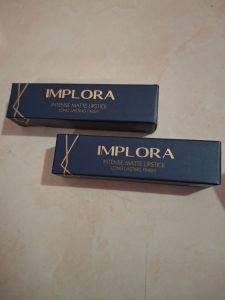 IMPLORA
INTENSE MATTE LIPSTICK
LONG LASTING FINISH
IMPLORA
INTENSE MATTE LIPSTICK
LONG LASTING FINISH